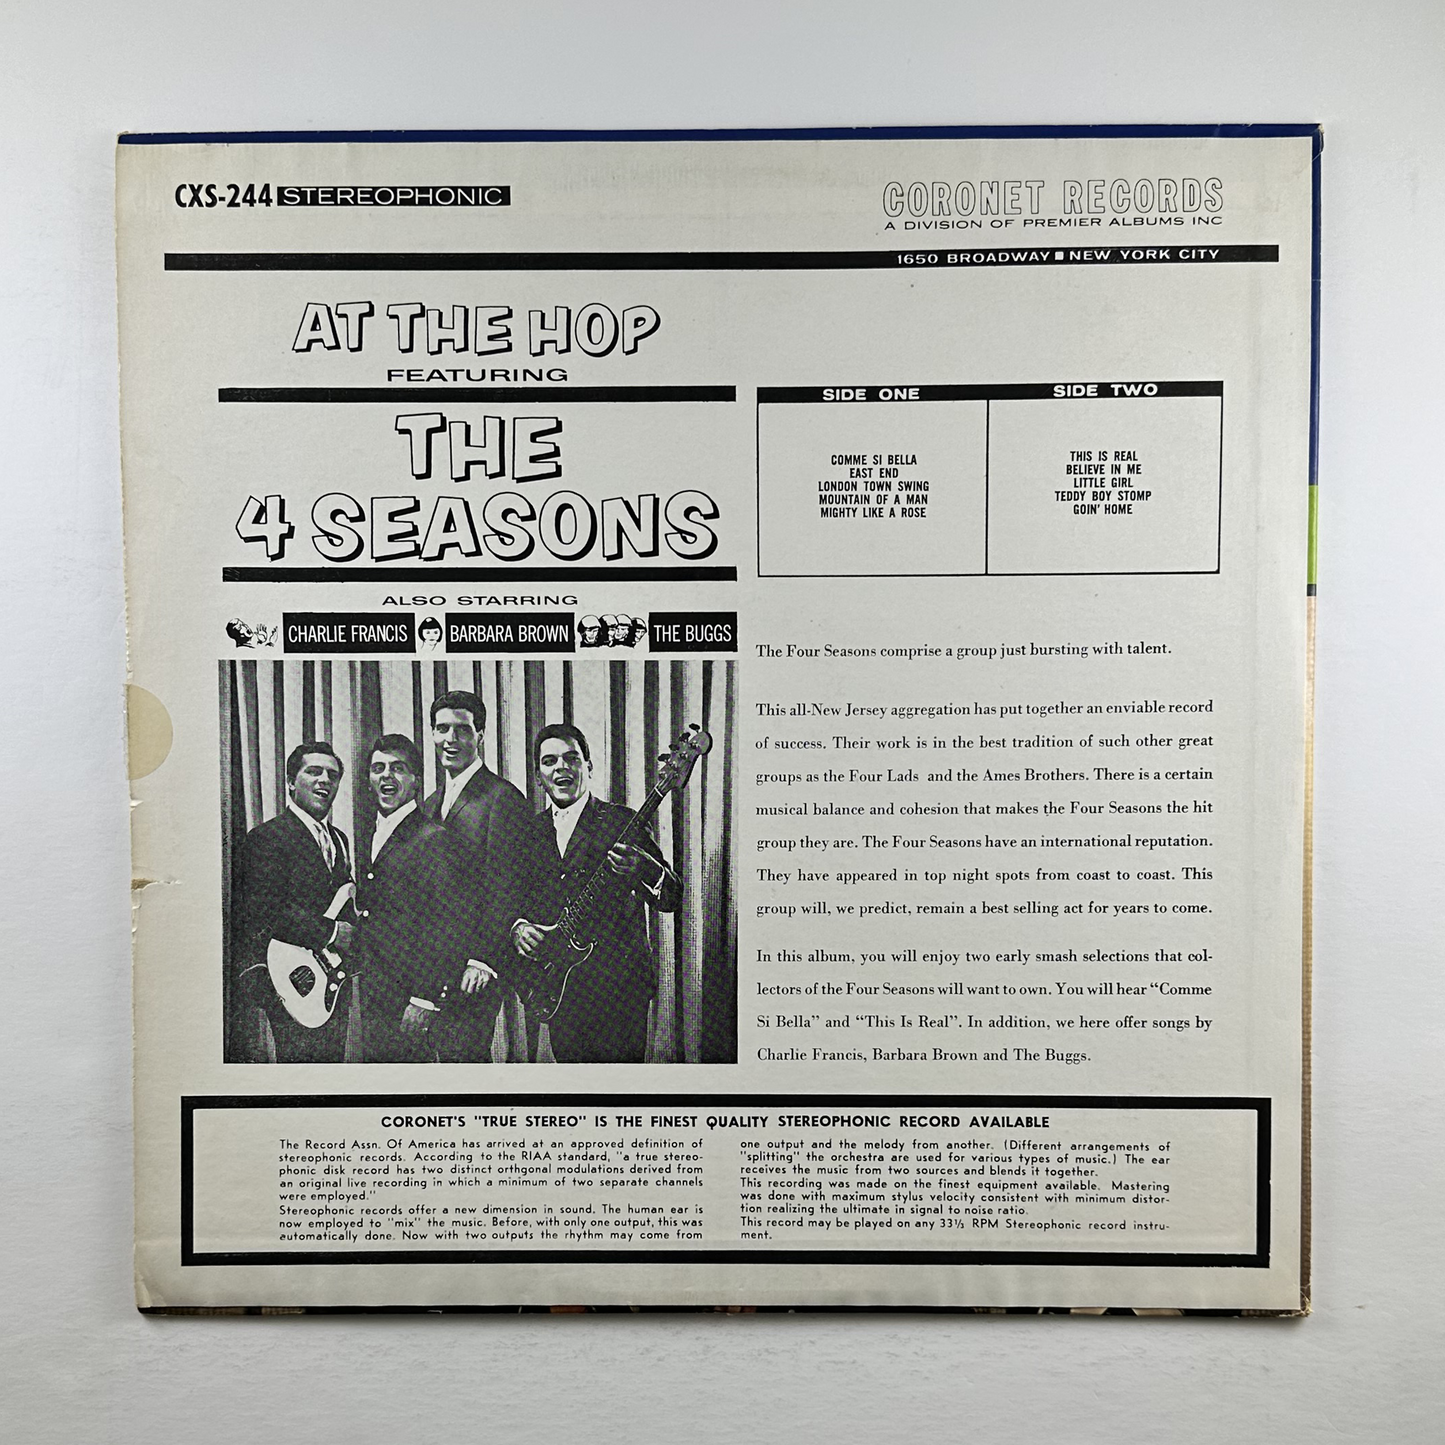 CXS-244 STEREOPHONIC
CORONET RECORDS
A DIVISION OF PREMIER ALBUMS INC
1650 BROADWAY ■ NEW YORK CITY
AT THE HOP
FEATURING
THE
4 SEASONS
ALSO STARRING
CHARLIE FRANCIS BARBARA BROWN THE BUGGS
SIDE ONE
COMME SI BELLA
EAST END
LONDON TOWN SWING
MOUNTAIN OF A MAN
MIGHTY LIKE A ROSE
SIDE TWO
THIS IS REAL
BELIEVE IN ME
LITTLE GIRL
TEDDY BOY STOMP
GOIN' HOME
The Four Seasons comprise a group just bursting with talent.
This all-New Jersey aggregation has put together an enviable record
of success. Their work is in the best tradition of such other great
groups as the Four Lads and the Ames Brothers. There is a certain
musical balance and cohesion that makes the Four Seasons the hit
group they are. The Four Seasons have an international reputation.
They have appeared in top night spots from coast to coast. This
group will, we predict, remain a best selling act for years to come.
In this album, you will enjoy two early smash selections that col-
lectors of the Four Seasons will want to own. You will hear “Comme
Si Bella” and “This Is Real”. In addition, we here offer songs by
Charlie Francis, Barbara Brown and The Buggs.
CORONET'S "TRUE STEREO" IS THE FINEST QUALITY STEREOPHONIC RECORD AVAILABLE
The Record Assn. Of America has arrived at an approved definition of
stereophonic records. According to the RIAA standard, "a true stereo-
phonic disk record has two distinct orthgonal modulations derived from
an original live recording in which a minimum of two separate channels
were employed."
Stereophonic records offer a new dimension in sound. The human ear is
now employed to "mix" the music. Before, with only one output, this was
automatically done. Now with two outputs the rhythm may come from
one output and the melody from another. (Different arrangements of
"splitting" the orchestra are used for various types of music.) The ear
receives the music from two sources and blends it together.
This recording was made on the finest equipment available. Mastering
was done with maximum stylus velocity consistent with minimum distor-
tion realizing the ultimate in signal to noise ratio.
This record may be played on any 33⅓ RPM Stereophonic record instru-
ment.